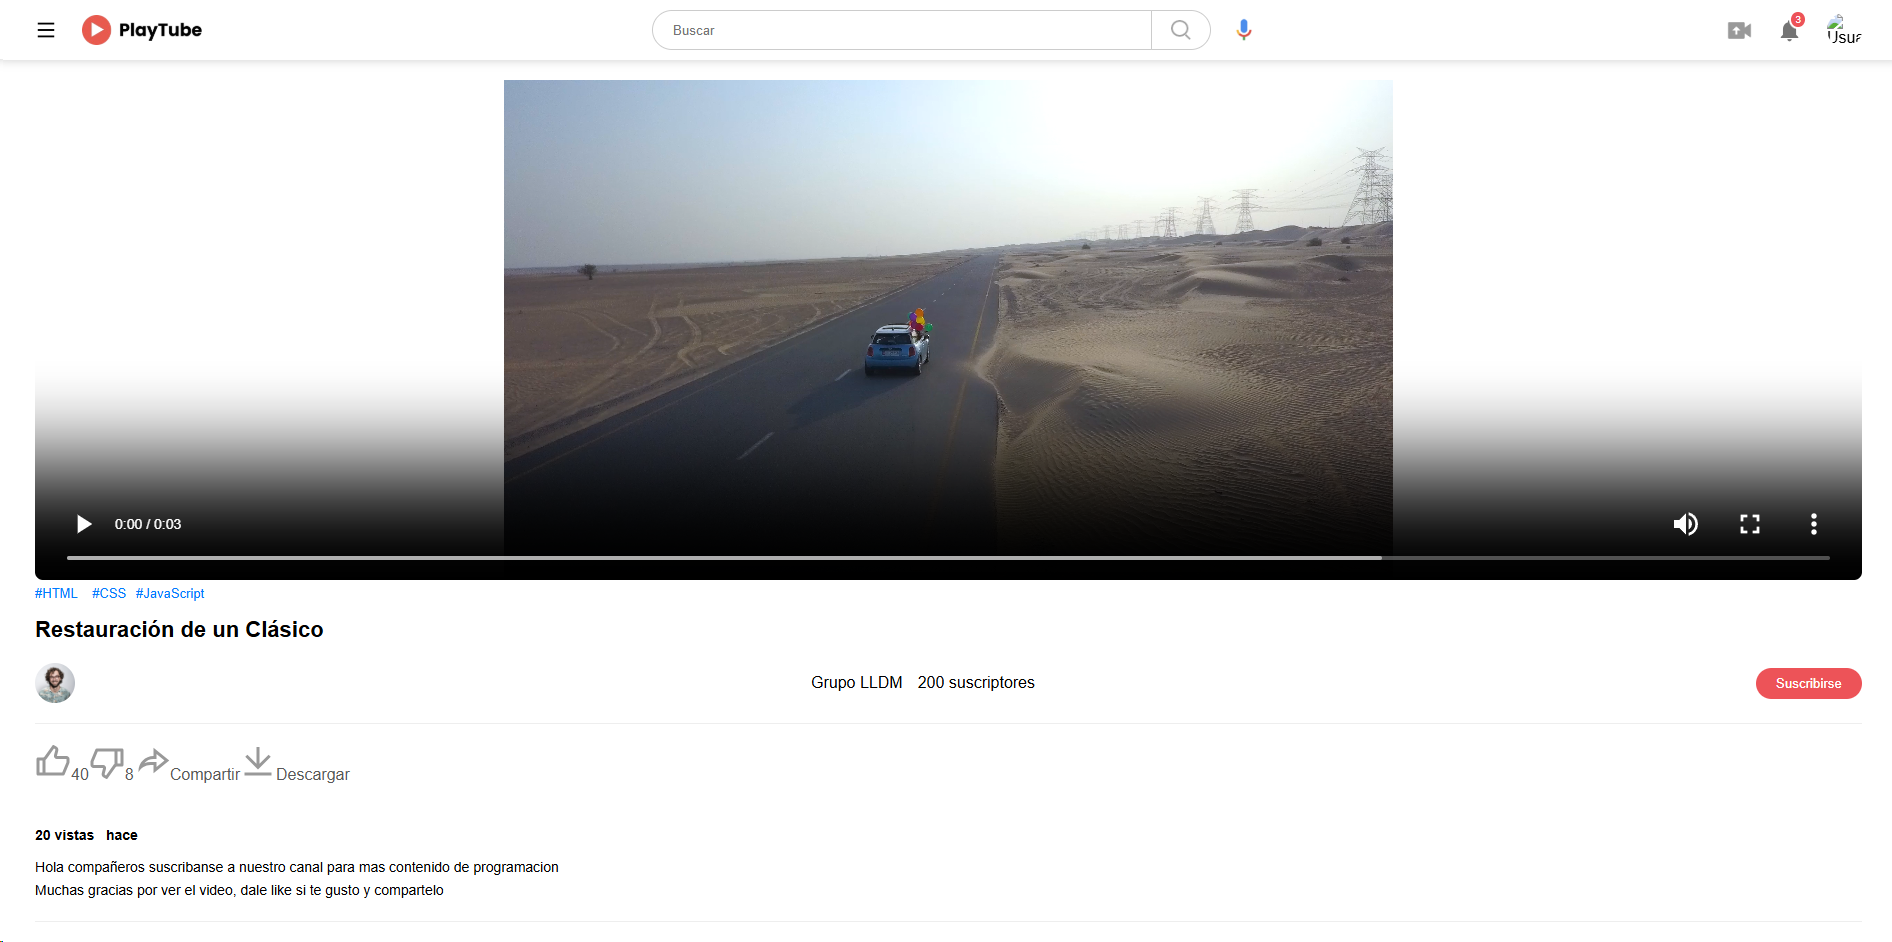 PlayTube
Buscar
3
Usua
0:00 / 0:03
#HTML #CSS #JavaScript
Restauración de un Clásico
Grupo LLDM 200 suscriptores
Suscribirse
40 8 Compartir Descargar
20 vistas hace
Hola compañeros suscribanse a nuestro canal para mas contenido de programacion
Muchas gracias por ver el video, dale like si te gusto y compartelo